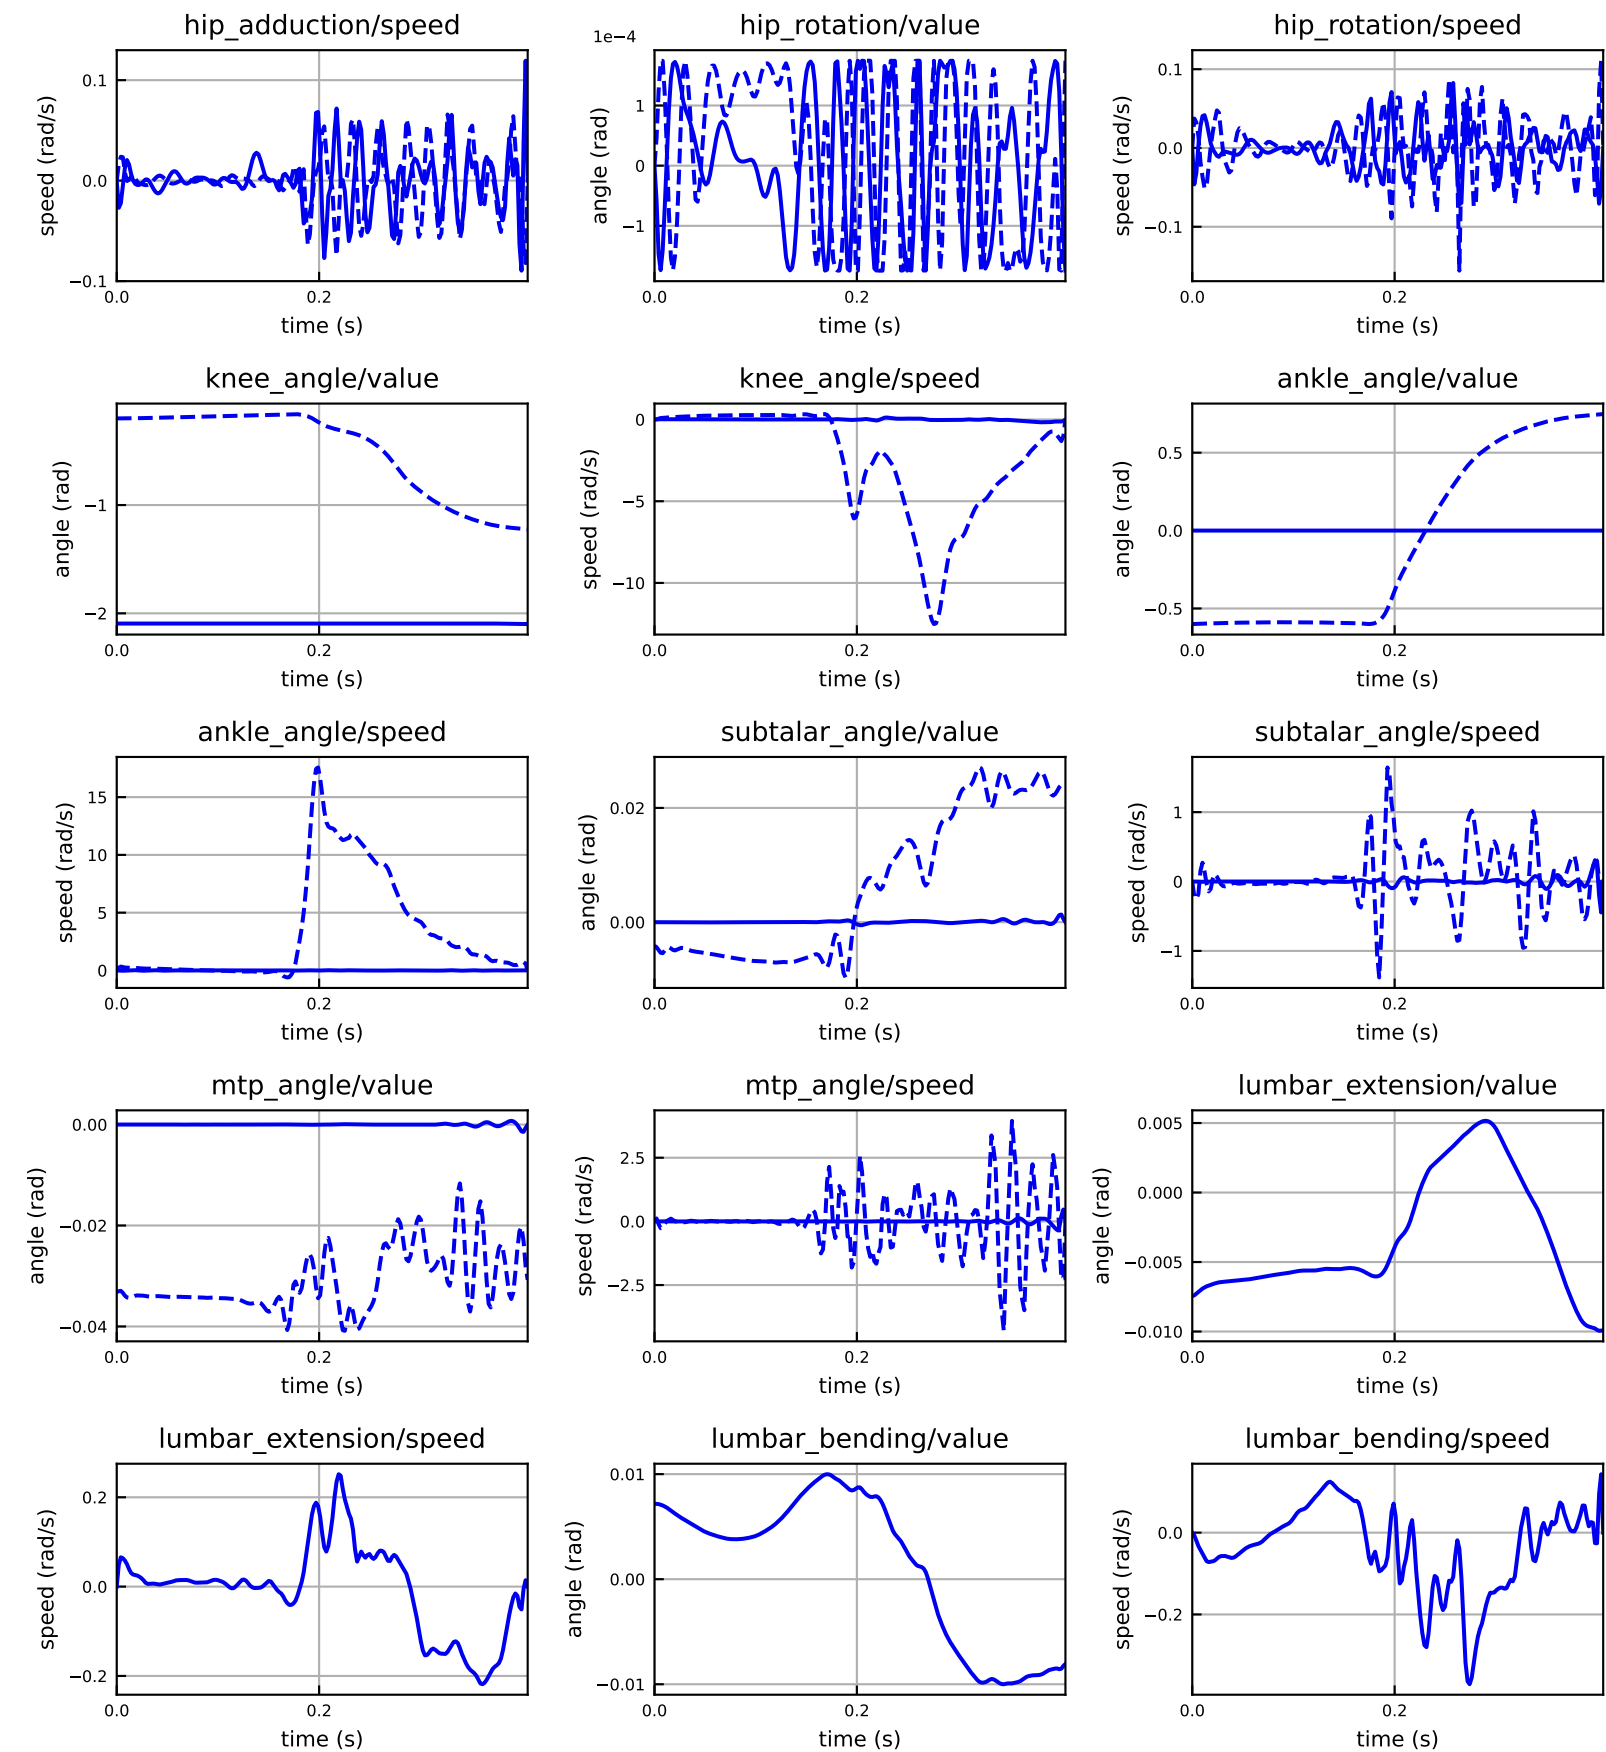 hip_adduction/speed
speed (rad/s)
0.1
0.0
−0.1
0.0
0.2
time (s)
hip_rotation/value
1e−4
angle (rad)
1
0
−1
0.0
0.2
time (s)
hip_rotation/speed
speed (rad/s)
0.1
0.0
−0.1
0.0
0.2
time (s)
knee_angle/value
angle (rad)
−1
−2
0.0
0.2
time (s)
knee_angle/speed
speed (rad/s)
0
−5
−10
0.0
0.2
time (s)
ankle_angle/value
angle (rad)
0.5
0.0
−0.5
0.0
0.2
time (s)
ankle_angle/speed
speed (rad/s)
15
10
5
0
0.0
0.2
time (s)
subtalar_angle/value
angle (rad)
0.02
0.00
0.0
0.2
time (s)
subtalar_angle/speed
speed (rad/s)
1
0
−1
0.0
0.2
time (s)
mtp_angle/value
angle (rad)
0.00
−0.02
−0.04
0.0
0.2
time (s)
mtp_angle/speed
speed (rad/s)
2.5
0.0
−2.5
0.0
0.2
time (s)
lumbar_extension/value
angle (rad)
0.005
0.000
−0.005
−0.010
0.0
0.2
time (s)
lumbar_extension/speed
speed (rad/s)
0.2
0.0
−0.2
0.0
0.2
time (s)
lumbar_bending/value
angle (rad)
0.01
0.00
−0.01
0.0
0.2
time (s)
lumbar_bending/speed
speed (rad/s)
0.0
−0.2
0.0
0.2
time (s)